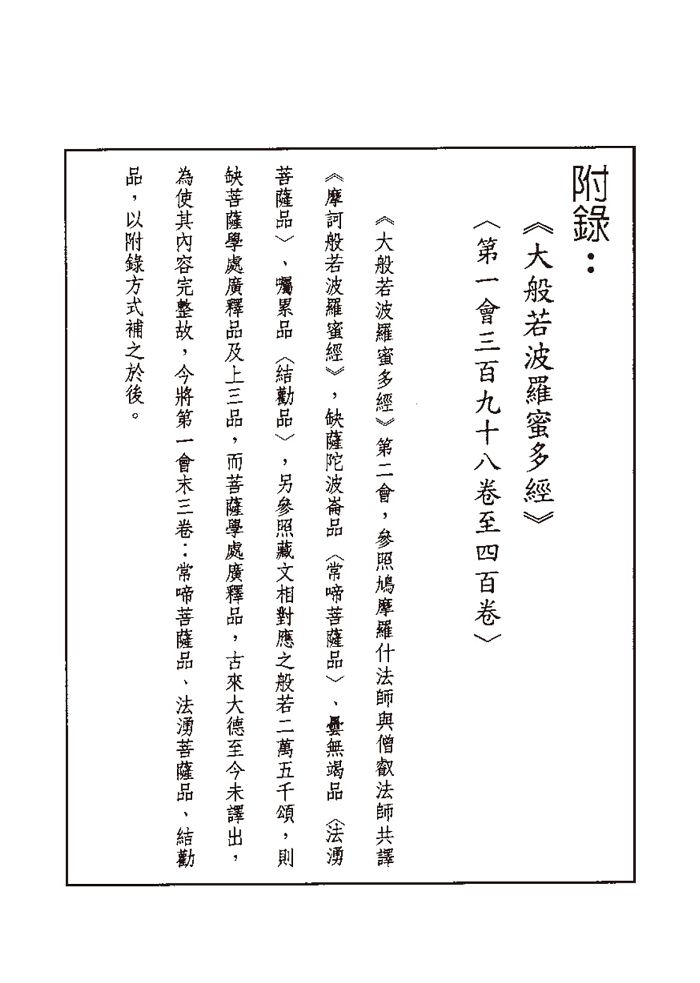 附錄：
《大般若波羅蜜多經》
〈第一會三百九十八卷至四百卷〉
《大般若波羅蜜多經》第二會，參照鳩摩羅什法師與僧叡法師共譯
《摩訶般若波羅蜜經》，缺薩陀波崙品〈常啼菩薩品〉、曇無竭品〈法湧
菩薩品〉、囑累品〈結勸品〉，另參照藏文相對應之般若二萬五千頌，則
缺菩薩學處廣釋品及上三品，而菩薩學處廣釋品，古來大德至今未譯出，
為使其內容完整故，今將第一會末三卷：常啼菩薩品、法湧菩薩品、結勸
品，以附錄方式補之於後。